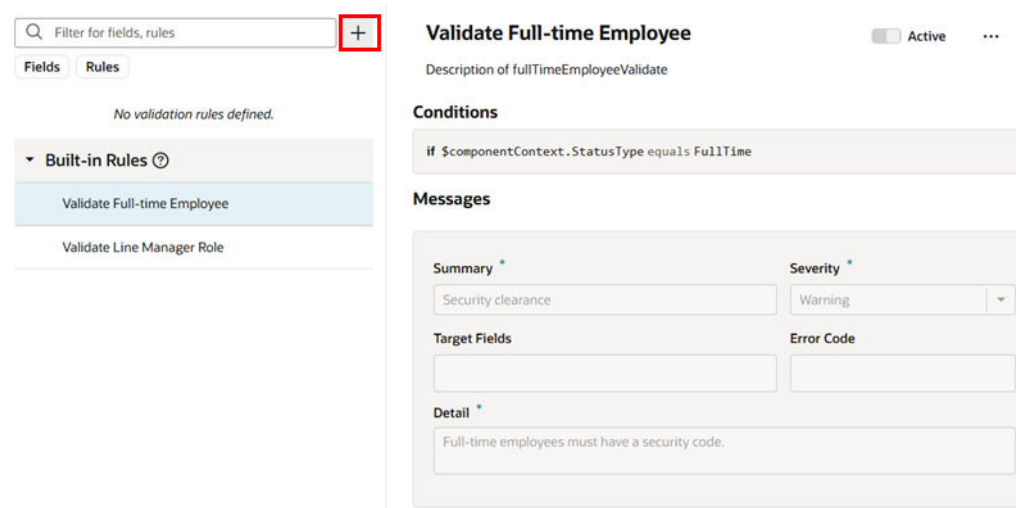 Filter for fields, rules
Fields Rules
No validation rules defined.
Built-in Rules
Validate Full-time Employee
Validate Line Manager Role
Validate Full-time Employee
Active
Description of fullTimeEmployeeValidate
Conditions
if $componentContext.StatusType equals FullTime
Messages
Summary * Severity *
Security clearance Warning
Target Fields Error Code
Detail *
Full-time employees must have a security code.